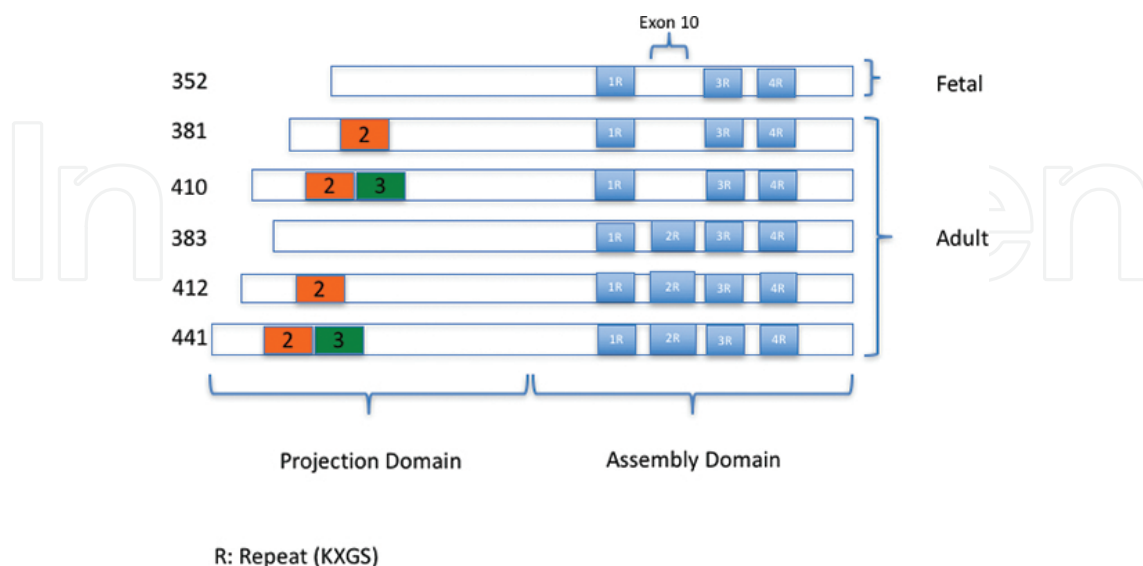 Exon 10
352 1R 3R 4R Fetal
381 2 1R 3R 4R
410 2 3 1R 3R 4R
383 1R 2R 3R 4R Adult
412 2 1R 2R 3R 4R
441 2 3 1R 2R 3R 4R
Projection Domain Assembly Domain
R: Repeat (KXGS)